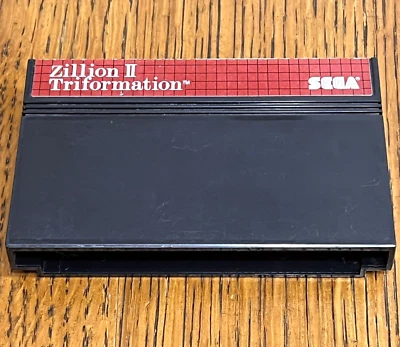 Zillion II
Triformation™
SEGA